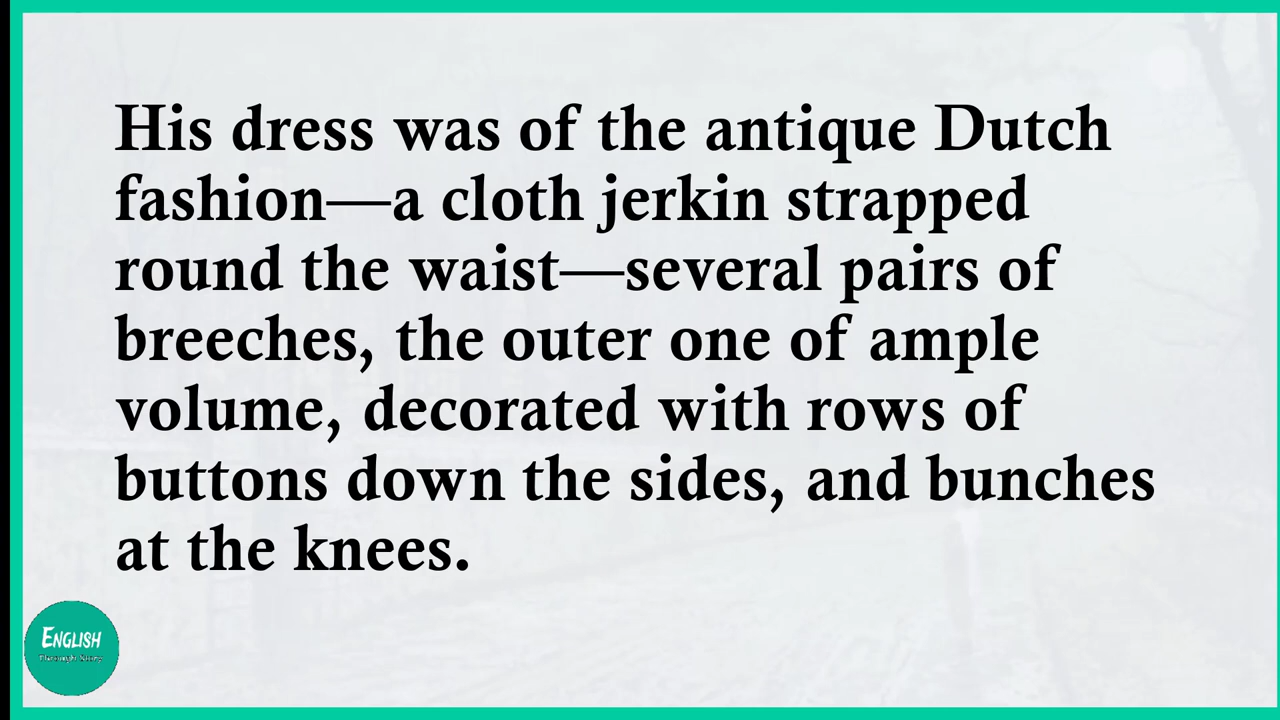 His dress was of the antique Dutch
fashion—a cloth jerkin strapped
round the waist—several pairs of
breeches, the outer one of ample
volume, decorated with rows of
buttons down the sides, and bunches
at the knees.
English
Through Story